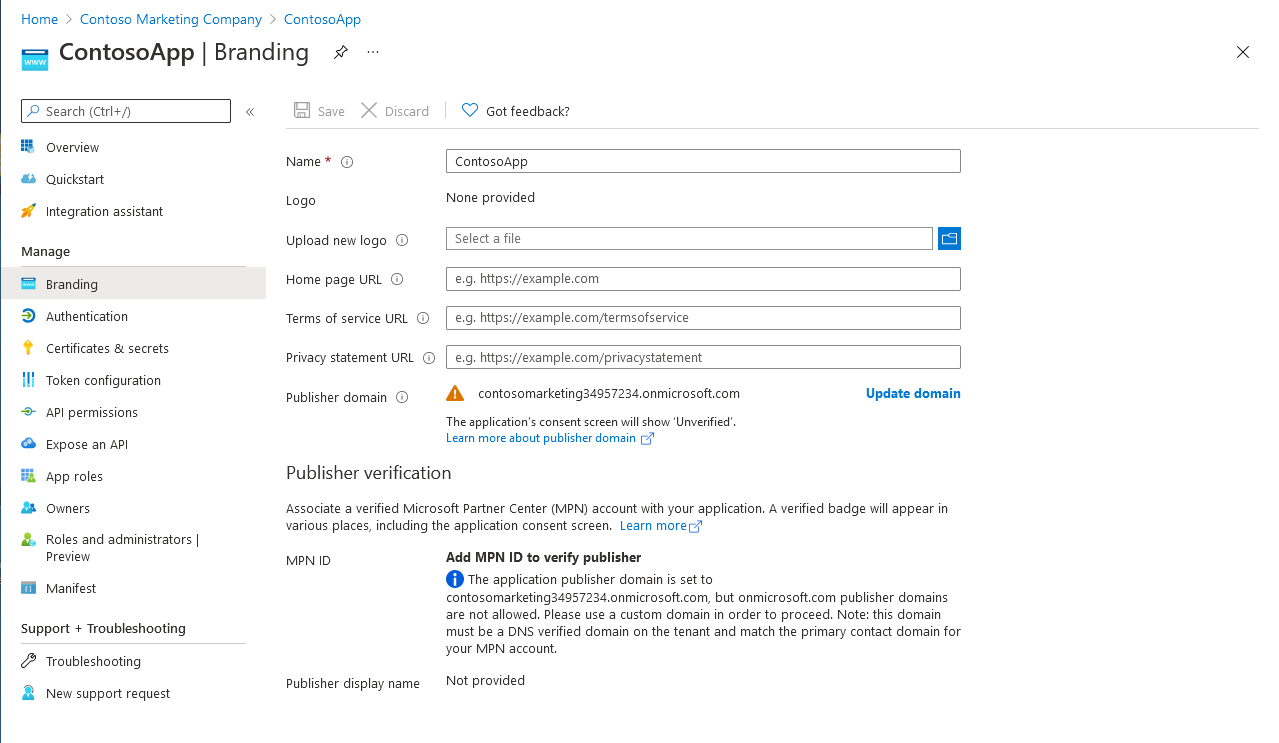 Home > Contoso Marketing Company > ContosoApp
ContosoApp | Branding
Search (Ctrl+/)
Overview
Quickstart
Integration assistant
Manage
Branding
Authentication
Certificates & secrets
Token configuration
API permissions
Expose an API
App roles
Owners
Roles and administrators |
Preview
Manifest
Support + Troubleshooting
Troubleshooting
New support request
Save
Discard
Got feedback?
Name * ContosoApp
Logo None provided
Upload new logo Select a file
Home page URL e.g. https://example.com
Terms of service URL e.g. https://example.com/termsofservice
Privacy statement URL e.g. https://example.com/privacystatement
Publisher domain contosomarketing34957234.onmicrosoft.com Update domain
The application's consent screen will show 'Unverified'.
Learn more about publisher domain
Publisher verification
Associate a verified Microsoft Partner Center (MPN) account with your application. A verified badge will appear in
various places, including the application consent screen. Learn more
MPN ID Add MPN ID to verify publisher
The application publisher domain is set to
contosomarketing34957234.onmicrosoft.com, but onmicrosoft.com publisher domains
are not allowed. Please use a custom domain in order to proceed. Note: this domain
must be a DNS verified domain on the tenant and match the primary contact domain for
your MPN account.
Publisher display name Not provided